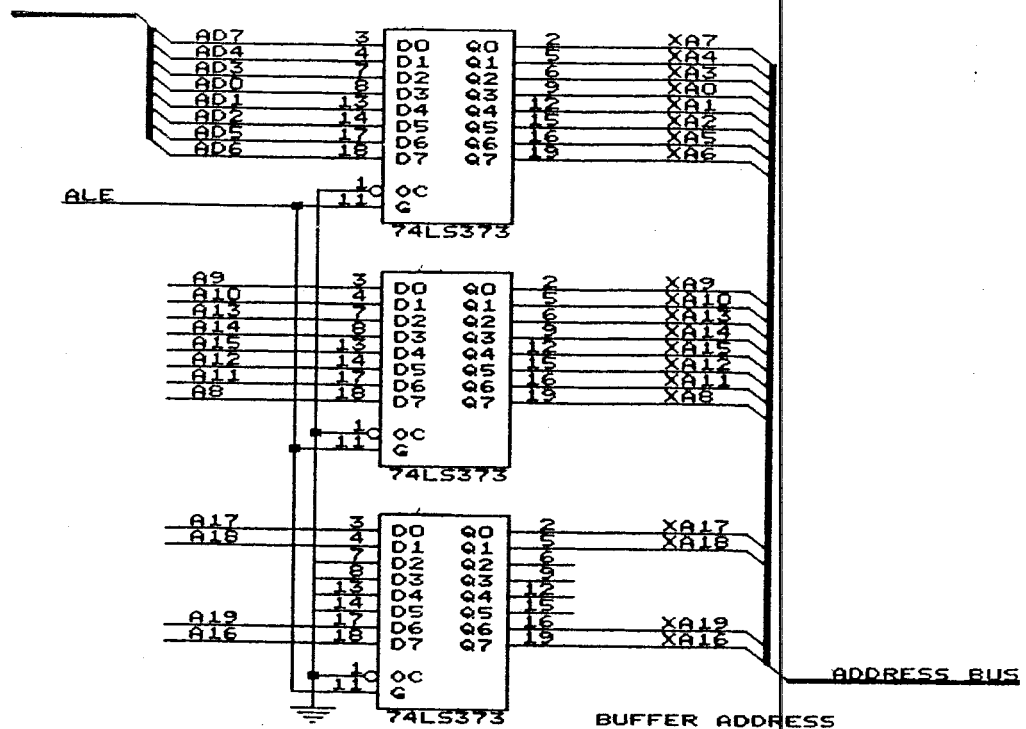 AD7 3 D0 Q0 2 XA7
AD4 4 D1 Q1 5 XA4
AD3 7 D2 Q2 6 XA3
AD0 8 D3 Q3 9 XA0
AD1 13 D4 Q4 12 XA1
AD2 14 D5 Q5 15 XA2
AD5 17 D6 Q6 16 XA5
AD6 18 D7 Q7 19 XA6
1 OC
ALE 11 G
74LS373
A9 3 D0 Q0 2 XA9
A10 4 D1 Q1 5 XA10
A13 7 D2 Q2 6 XA13
A14 8 D3 Q3 9 XA14
A15 13 D4 Q4 12 XA15
A12 14 D5 Q5 15 XA12
A11 17 D6 Q6 16 XA11
A8 18 D7 Q7 19 XA8
1 OC
11 G
74LS373
A17 3 D0 Q0 2 XA17
A18 4 D1 Q1 5 XA18
7 D2 Q2 6
8 D3 Q3 9
13 D4 Q4 12
14 D5 Q5 15
A19 17 D6 Q6 16 XA19
A16 18 D7 Q7 19 XA16
1 OC
11 G
74LS373
ADDRESS BUS
BUFFER ADDRESS